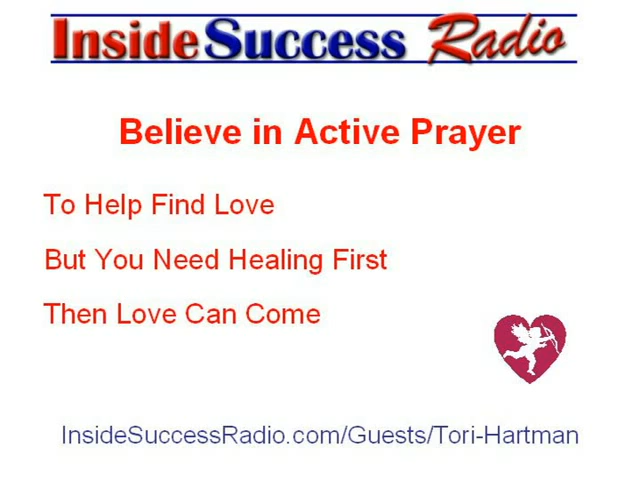 InsideSuccess Radio
Believe in Active Prayer
To Help Find Love
But You Need Healing First
Then Love Can Come
InsideSuccessRadio.com/Guests/Tori-Hartman